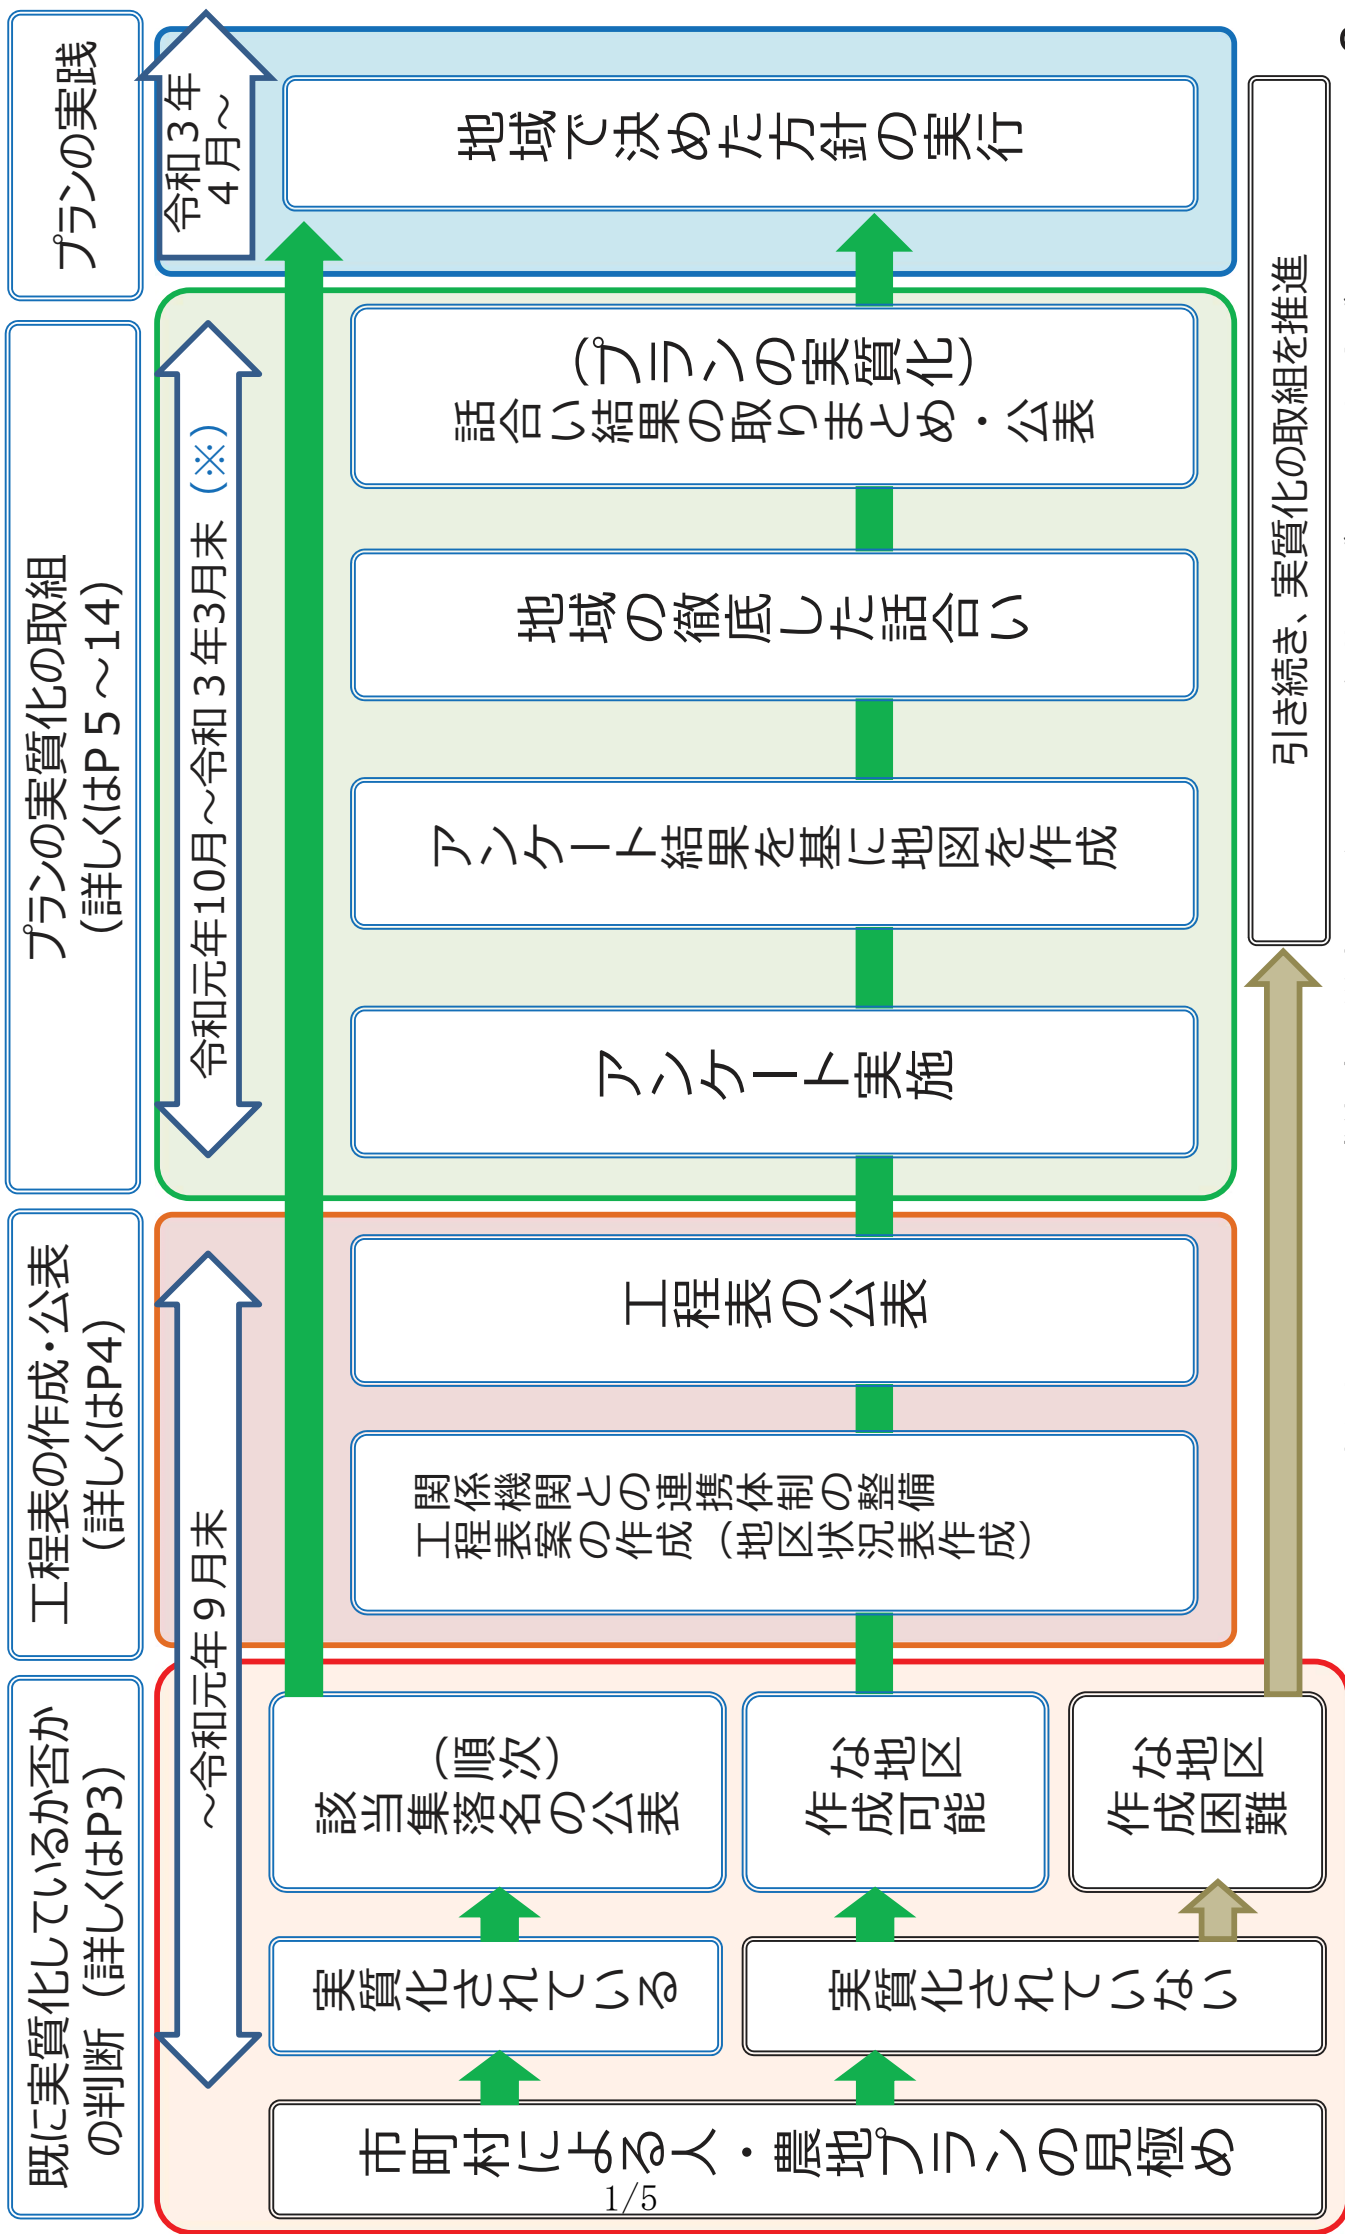 既に実質化しているか否か
の判断（詳しくはP3）
工程表の作成・公表
（詳しくはP4）
プランの実質化の取組
（詳しくはP５～14）
プランの実践
～令和元年９月末
令和元年10月～令和３年3月末（※）
令和３年
４月～
市町村による人・農地プランの見極め
実質化されている
実質化されていない
（順次）
該当集落名の公表
な地区
作成可能
な地区
作成困難
関係機関との連携体制の整備
工程表案の作成（地区状況表作成）
工程表の公表
アンケート実施
アンケート結果を基に地図を作成
地域の徹底した話合い
（プランの実質化）
話合い結果の取りまとめ・公表
地域で決めた方針の実行
引き続き、実質化の取組を推進
1/5